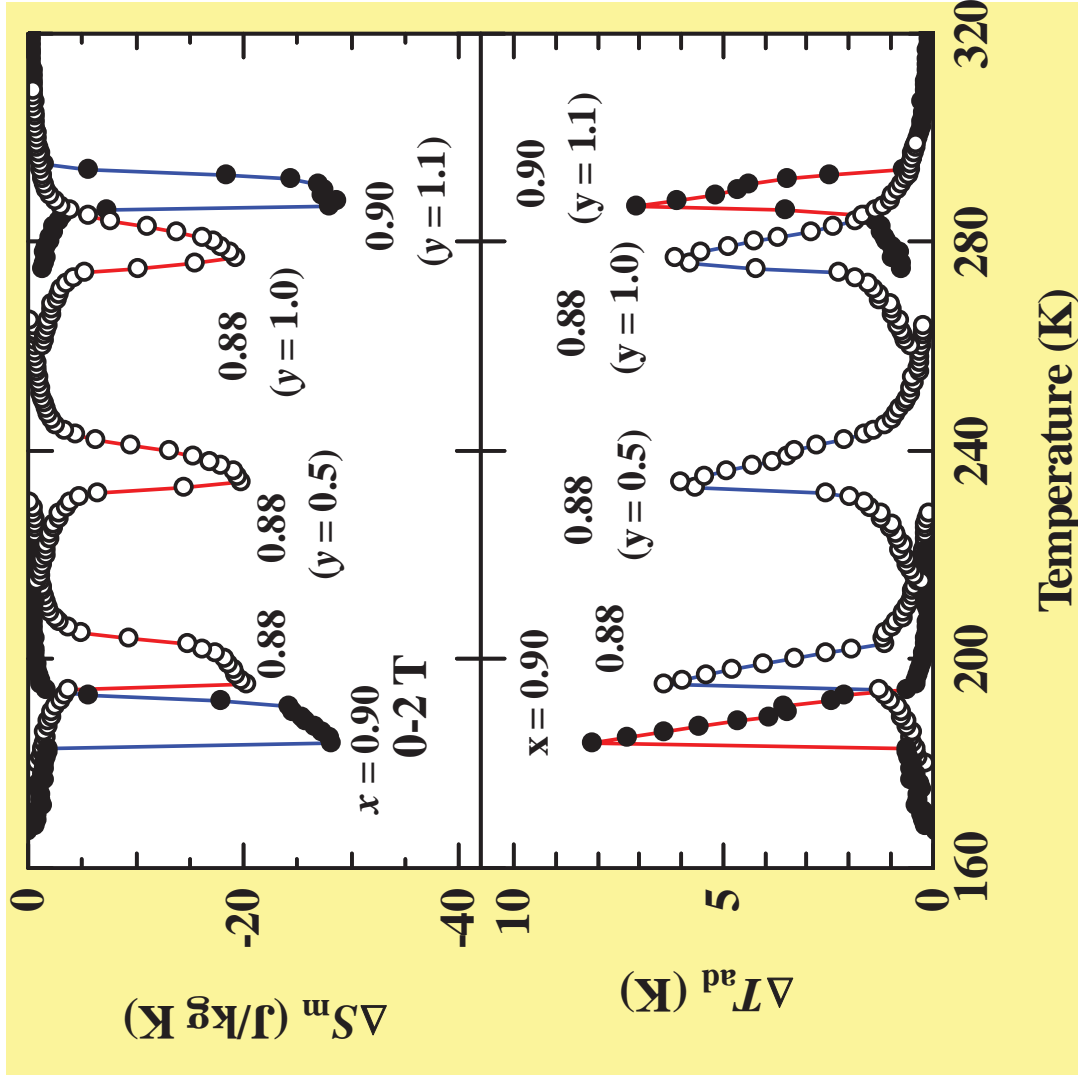 0
-20
-40
ΔSm (J/kg K)
x = 0.90
0-2 T
0.88
0.88
(y = 0.5)
0.88
(y = 1.0)
0.90
(y = 1.1)
10
5
0
ΔTad (K)
x = 0.90
0.88
0.88
(y = 0.5)
0.88
(y = 1.0)
0.90
(y = 1.1)
160
200
240
280
320
Temperature (K)